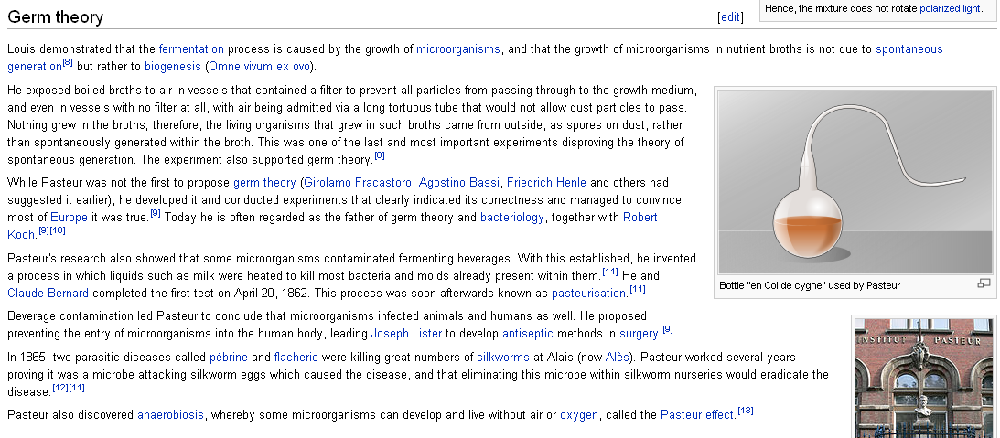 Hence, the mixture does not rotate polarized light.
Germ theory [edit]
Louis demonstrated that the fermentation process is caused by the growth of microorganisms, and that the growth of microorganisms in nutrient broths is not due to spontaneous
generation[8] but rather to biogenesis (Omne vivum ex ovo).
He exposed boiled broths to air in vessels that contained a filter to prevent all particles from passing through to the growth medium,
and even in vessels with no filter at all, with air being admitted via a long tortuous tube that would not allow dust particles to pass.
Nothing grew in the broths; therefore, the living organisms that grew in such broths came from outside, as spores on dust, rather
than spontaneously generated within the broth. This was one of the last and most important experiments disproving the theory of
spontaneous generation. The experiment also supported germ theory.[8]
While Pasteur was not the first to propose germ theory (Girolamo Fracastoro, Agostino Bassi, Friedrich Henle and others had
suggested it earlier), he developed it and conducted experiments that clearly indicated its correctness and managed to convince
most of Europe it was true.[9] Today he is often regarded as the father of germ theory and bacteriology, together with Robert
Koch.[9][10]
Pasteur's research also showed that some microorganisms contaminated fermenting beverages. With this established, he invented
a process in which liquids such as milk were heated to kill most bacteria and molds already present within them.[11] He and
Claude Bernard completed the first test on April 20, 1862. This process was soon afterwards known as pasteurisation.[11]
Bottle "en Col de cygne" used by Pasteur
Beverage contamination led Pasteur to conclude that microorganisms infected animals and humans as well. He proposed
preventing the entry of microorganisms into the human body, leading Joseph Lister to develop antiseptic methods in surgery.[9]
In 1865, two parasitic diseases called pébrine and flacherie were killing great numbers of silkworms at Alais (now Alès). Pasteur worked several years
proving it was a microbe attacking silkworm eggs which caused the disease, and that eliminating this microbe within silkworm nurseries would eradicate the
disease.[12][11]
Pasteur also discovered anaerobiosis, whereby some microorganisms can develop and live without air or oxygen, called the Pasteur effect.[13]
INSTITUT PASTEUR